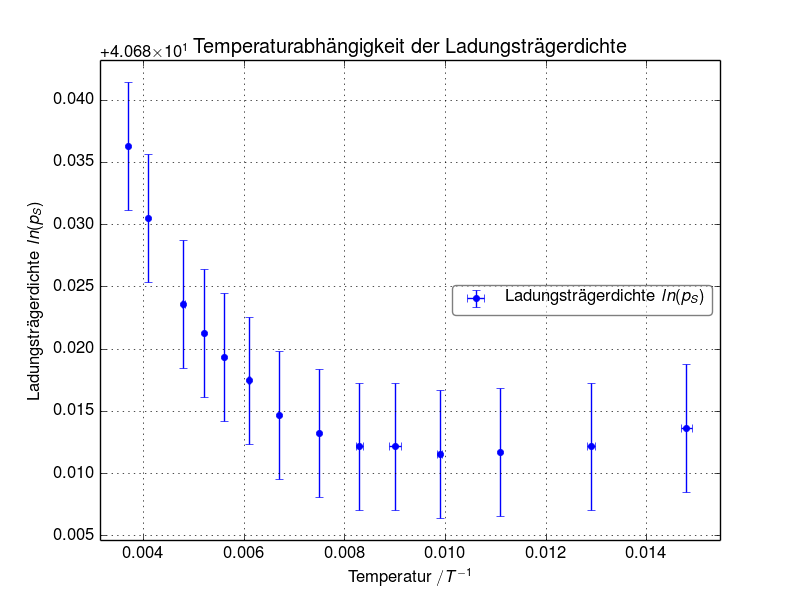 +4.068×10¹ Temperaturabhängigkeit der Ladungsträgerdichte
0.040
0.035
0.030
0.025
0.020
0.015
0.010
0.005
Ladungsträgerdichte ln(p_S)
Ladungsträgerdichte ln(p_S)
0.004 0.006 0.008 0.010 0.012 0.014
Temperatur /T⁻¹